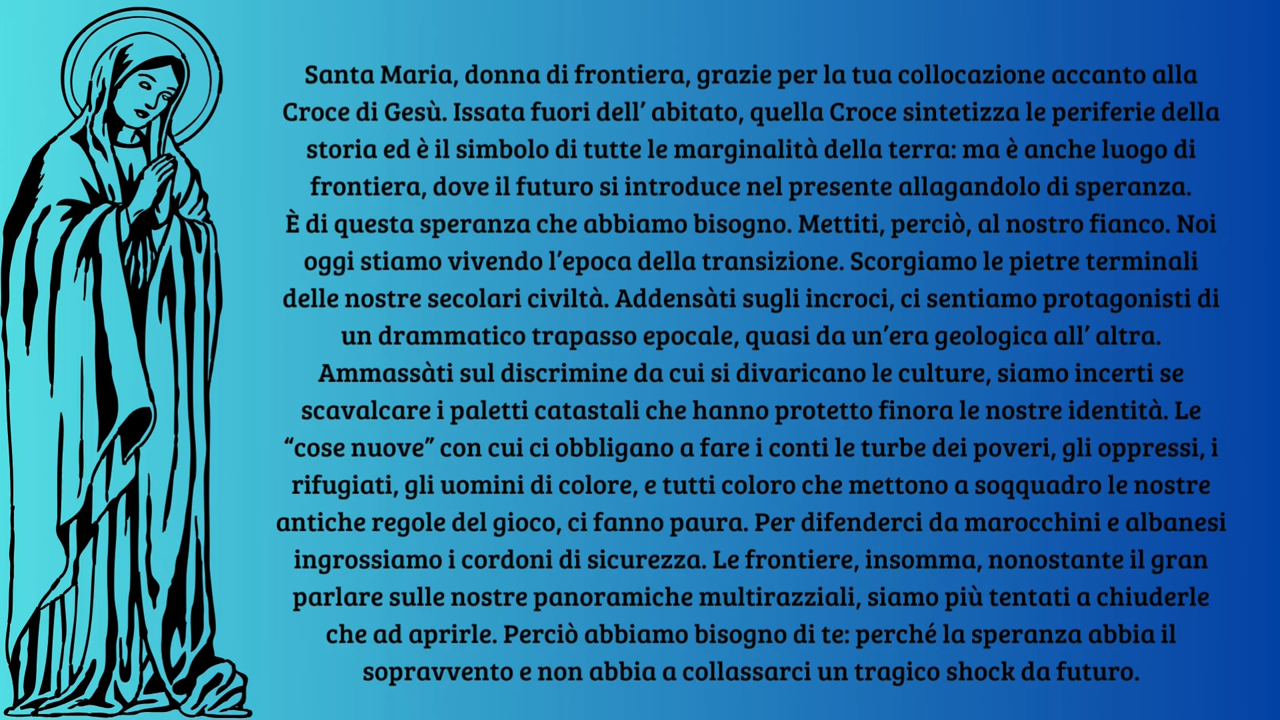 Santa Maria, donna di frontiera, grazie per la tua collocazione accanto alla
Croce di Gesù. Issata fuori dell’ abitato, quella Croce sintetizza le periferie della
storia ed è il simbolo di tutte le marginalità della terra: ma è anche luogo di
frontiera, dove il futuro si introduce nel presente allagandolo di speranza.
È di questa speranza che abbiamo bisogno. Mettiti, perciò, al nostro fianco. Noi
oggi stiamo vivendo l’epoca della transizione. Scorgiamo le pietre terminali
delle nostre secolari civiltà. Addensàti sugli incroci, ci sentiamo protagonisti di
un drammatico trapasso epocale, quasi da un’era geologica all’ altra.
Ammassàti sul discrimine da cui si divaricano le culture, siamo incerti se
scavalcare i paletti catastali che hanno protetto finora le nostre identità. Le
“cose nuove” con cui ci obbligano a fare i conti le turbe dei poveri, gli oppressi, i
rifugiati, gli uomini di colore, e tutti coloro che mettono a soqquadro le nostre
antiche regole del gioco, ci fanno paura. Per difenderci da marocchini e albanesi
ingrossiamo i cordoni di sicurezza. Le frontiere, insomma, nonostante il gran
parlare sulle nostre panoramiche multirazziali, siamo più tentati a chiuderle
che ad aprirle. Perciò abbiamo bisogno di te: perché la speranza abbia il
sopravvento e non abbia a collassarci un tragico shock da futuro.